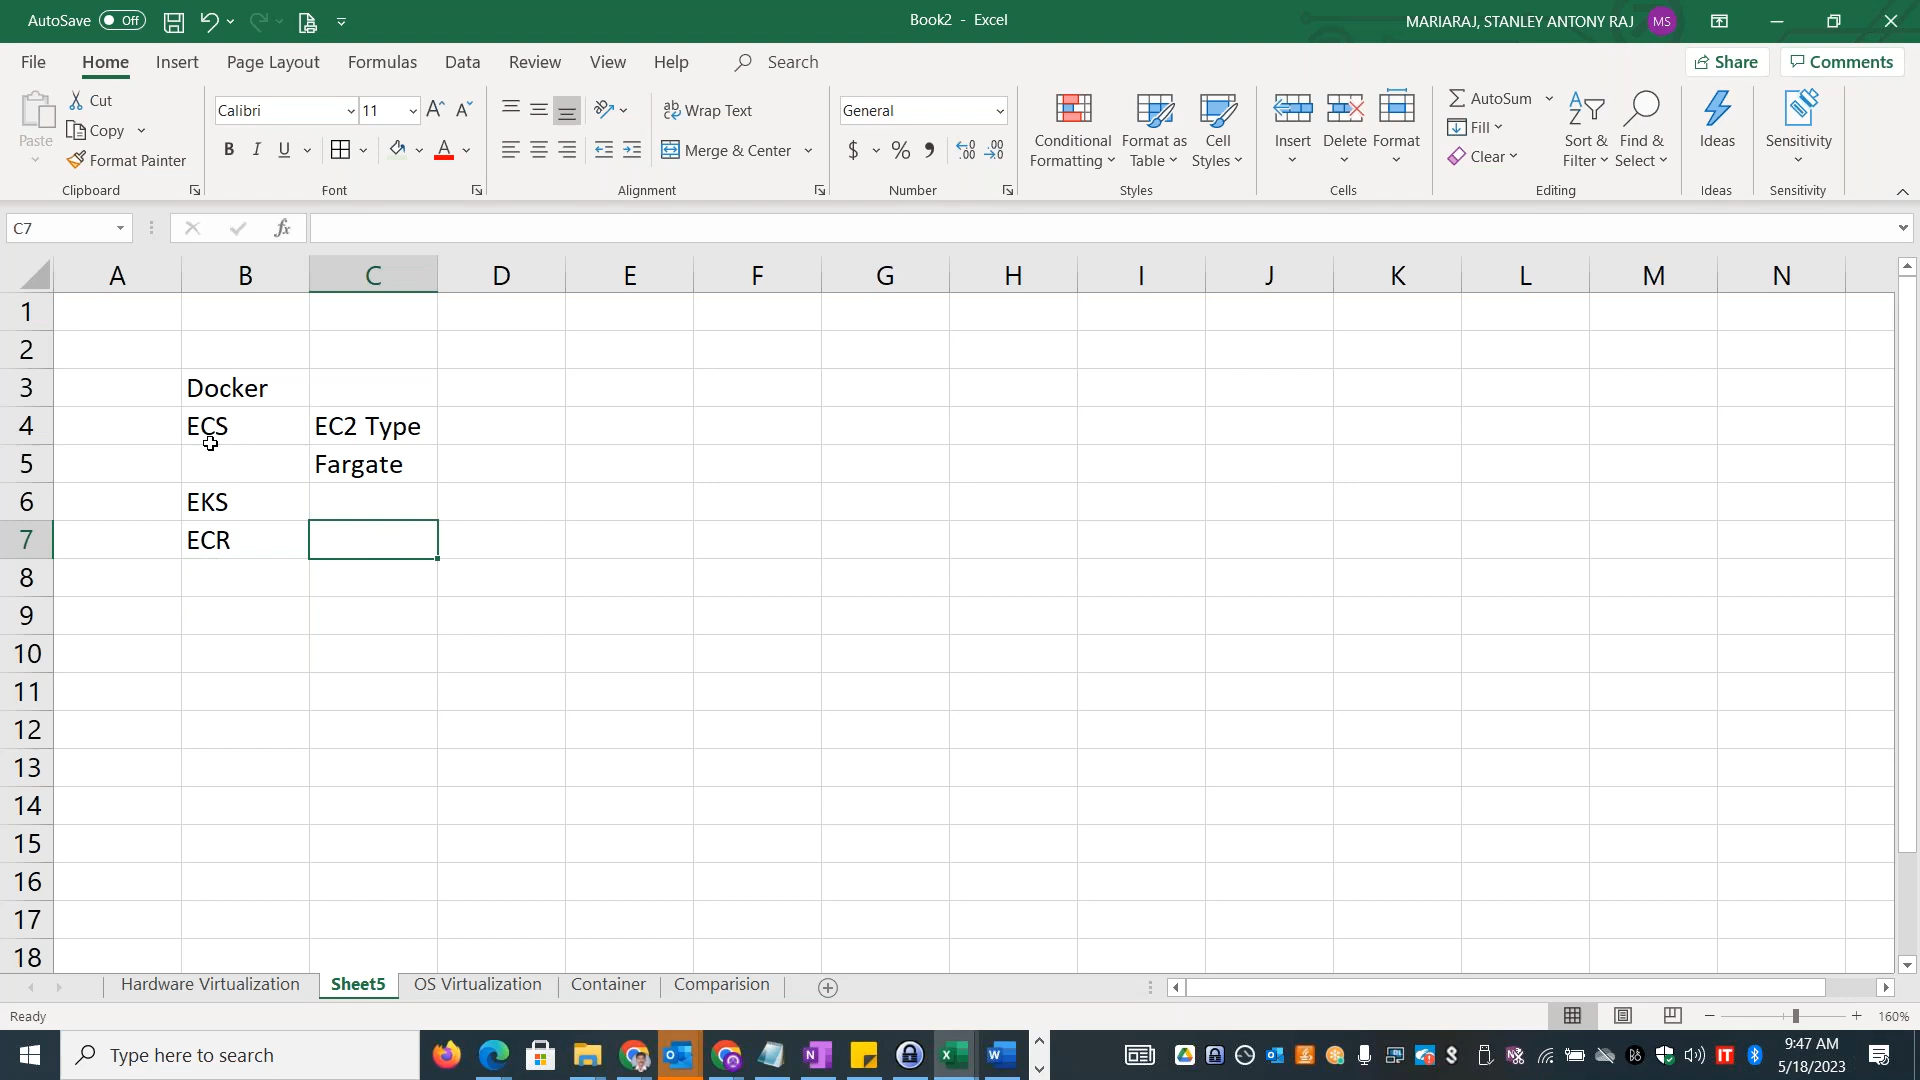 AutoSave Off
Book2 - Excel
MARIARAJ, STANLEY ANTONY RAJ MS
File Home Insert Page Layout Formulas Data Review View Help Search
Share Comments
Paste
Cut
Copy
Format Painter
Clipboard
Calibri 11
B I U
Font
Wrap Text
Merge & Center
Alignment
General
$ %
Number
Conditional Formatting
Format as Table
Cell Styles
Styles
Insert Delete Format
Cells
AutoSum
Fill
Clear
Sort & Filter
Find & Select
Editing
Ideas
Ideas
Sensitivity
Sensitivity
C7
fx
A B C D E F G H I J K L M N
1
2
3 Docker
4 ECS EC2 Type
5 Fargate
6 EKS
7 ECR
8
9
10
11
12
13
14
15
16
17
18
Hardware Virtualization Sheet5 OS Virtualization Container Comparision
Ready
160%
Type here to search
9:47 AM
5/18/2023